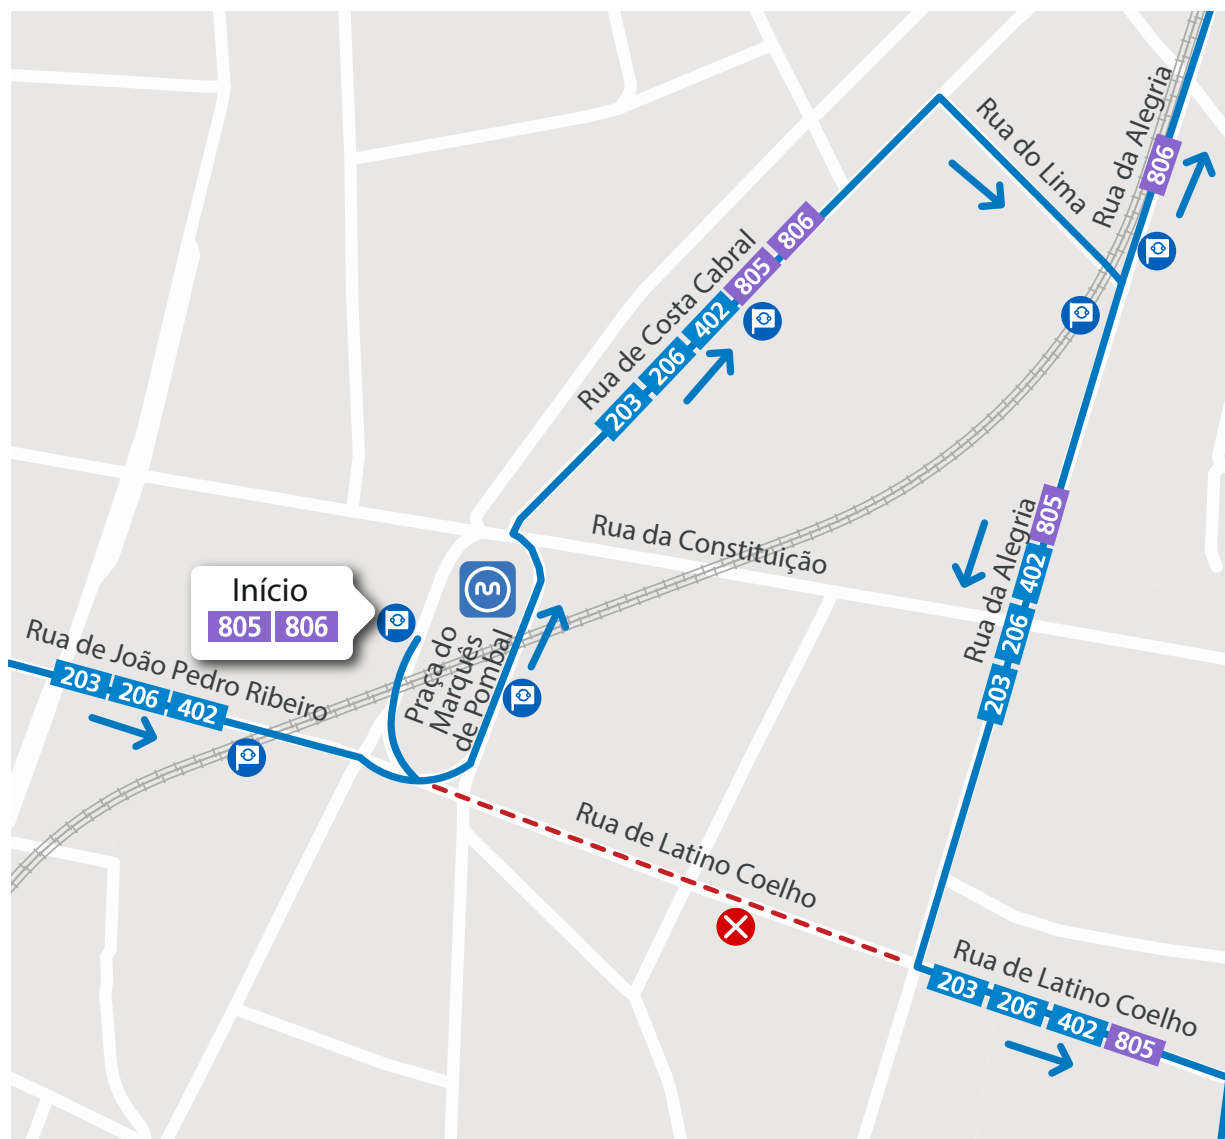 Rua do Lima
Rua da Alegria
806
Rua de Costa Cabral
203 206 402 805 806
Rua da Constituição
Rua da Alegria
203 206 402 805
Início
805 806
Rua de João Pedro Ribeiro
203 206 402
Praça do
Marquês
de Pombal
Rua de Latino Coelho
Rua de Latino Coelho
203 206 402 805